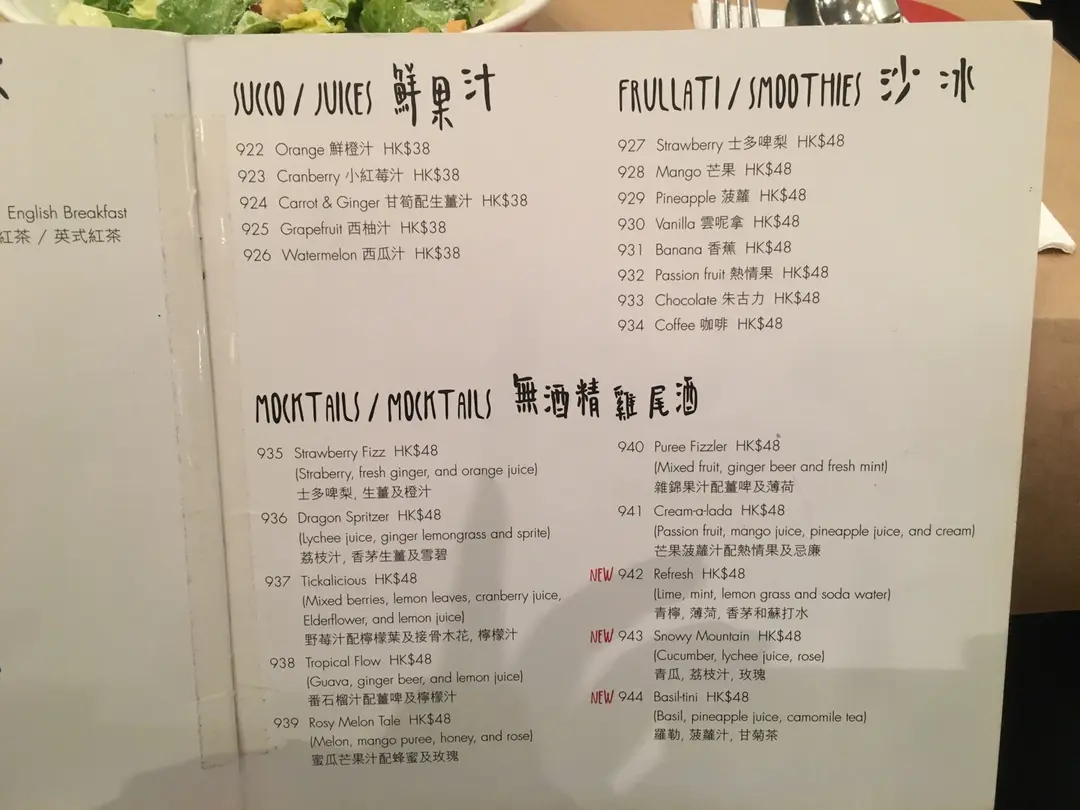 English Breakfast
紅茶 / 英式紅茶
SUCCO / JUICES 鮮果汁
922 Orange 鮮橙汁 HK$38
923 Cranberry 小紅莓汁 HK$38
924 Carrot & Ginger 甘筍配生薑汁 HK$38
925 Grapefruit 西柚汁 HK$38
926 Watermelon 西瓜汁 HK$38
FRULLATI / SMOOTHIES 沙冰
927 Strawberry 士多啤梨 HK$48
928 Mango 芒果 HK$48
929 Pineapple 菠蘿 HK$48
930 Vanilla 雲呢拿 HK$48
931 Banana 香蕉 HK$48
932 Passion fruit 熱情果 HK$48
933 Chocolate 朱古力 HK$48
934 Coffee 咖啡 HK$48
MOCKTAILS / MOCKTAILS 無酒精雞尾酒
935 Strawberry Fizz HK$48
(Straberry, fresh ginger, and orange juice)
士多啤梨, 生薑及橙汁
936 Dragon Spritzer HK$48
(Lychee juice, ginger lemongrass and sprite)
荔枝汁, 香茅生薑及雪碧
937 Tickalicious HK$48
(Mixed berries, lemon leaves, cranberry juice,
Elderflower, and lemon juice)
野莓汁配檸檬葉及接骨木花, 檸檬汁
938 Tropical Flow HK$48
(Guava, ginger beer, and lemon juice)
番石榴汁配薑啤及檸檬汁
939 Rosy Melon Tale HK$48
(Melon, mango puree, honey, and rose)
蜜瓜芒果汁配蜂蜜及玫瑰
940 Puree Fizzler HK$48
(Mixed fruit, ginger beer and fresh mint)
雜錦果汁配薑啤及薄荷
941 Cream-a-lada HK$48
(Passion fruit, mango juice, pineapple juice, and cream)
芒果菠蘿汁配熱情果及忌廉
NEW 942 Refresh HK$48
(Lime, mint, lemon grass and soda water)
青檸, 薄菏, 香茅和蘇打水
NEW 943 Snowy Mountain HK$48
(Cucumber, lychee juice, rose)
青瓜, 荔枝汁, 玫瑰
NEW 944 Basil-tini HK$48
(Basil, pineapple juice, camomile tea)
羅勒, 菠蘿汁, 甘菊茶